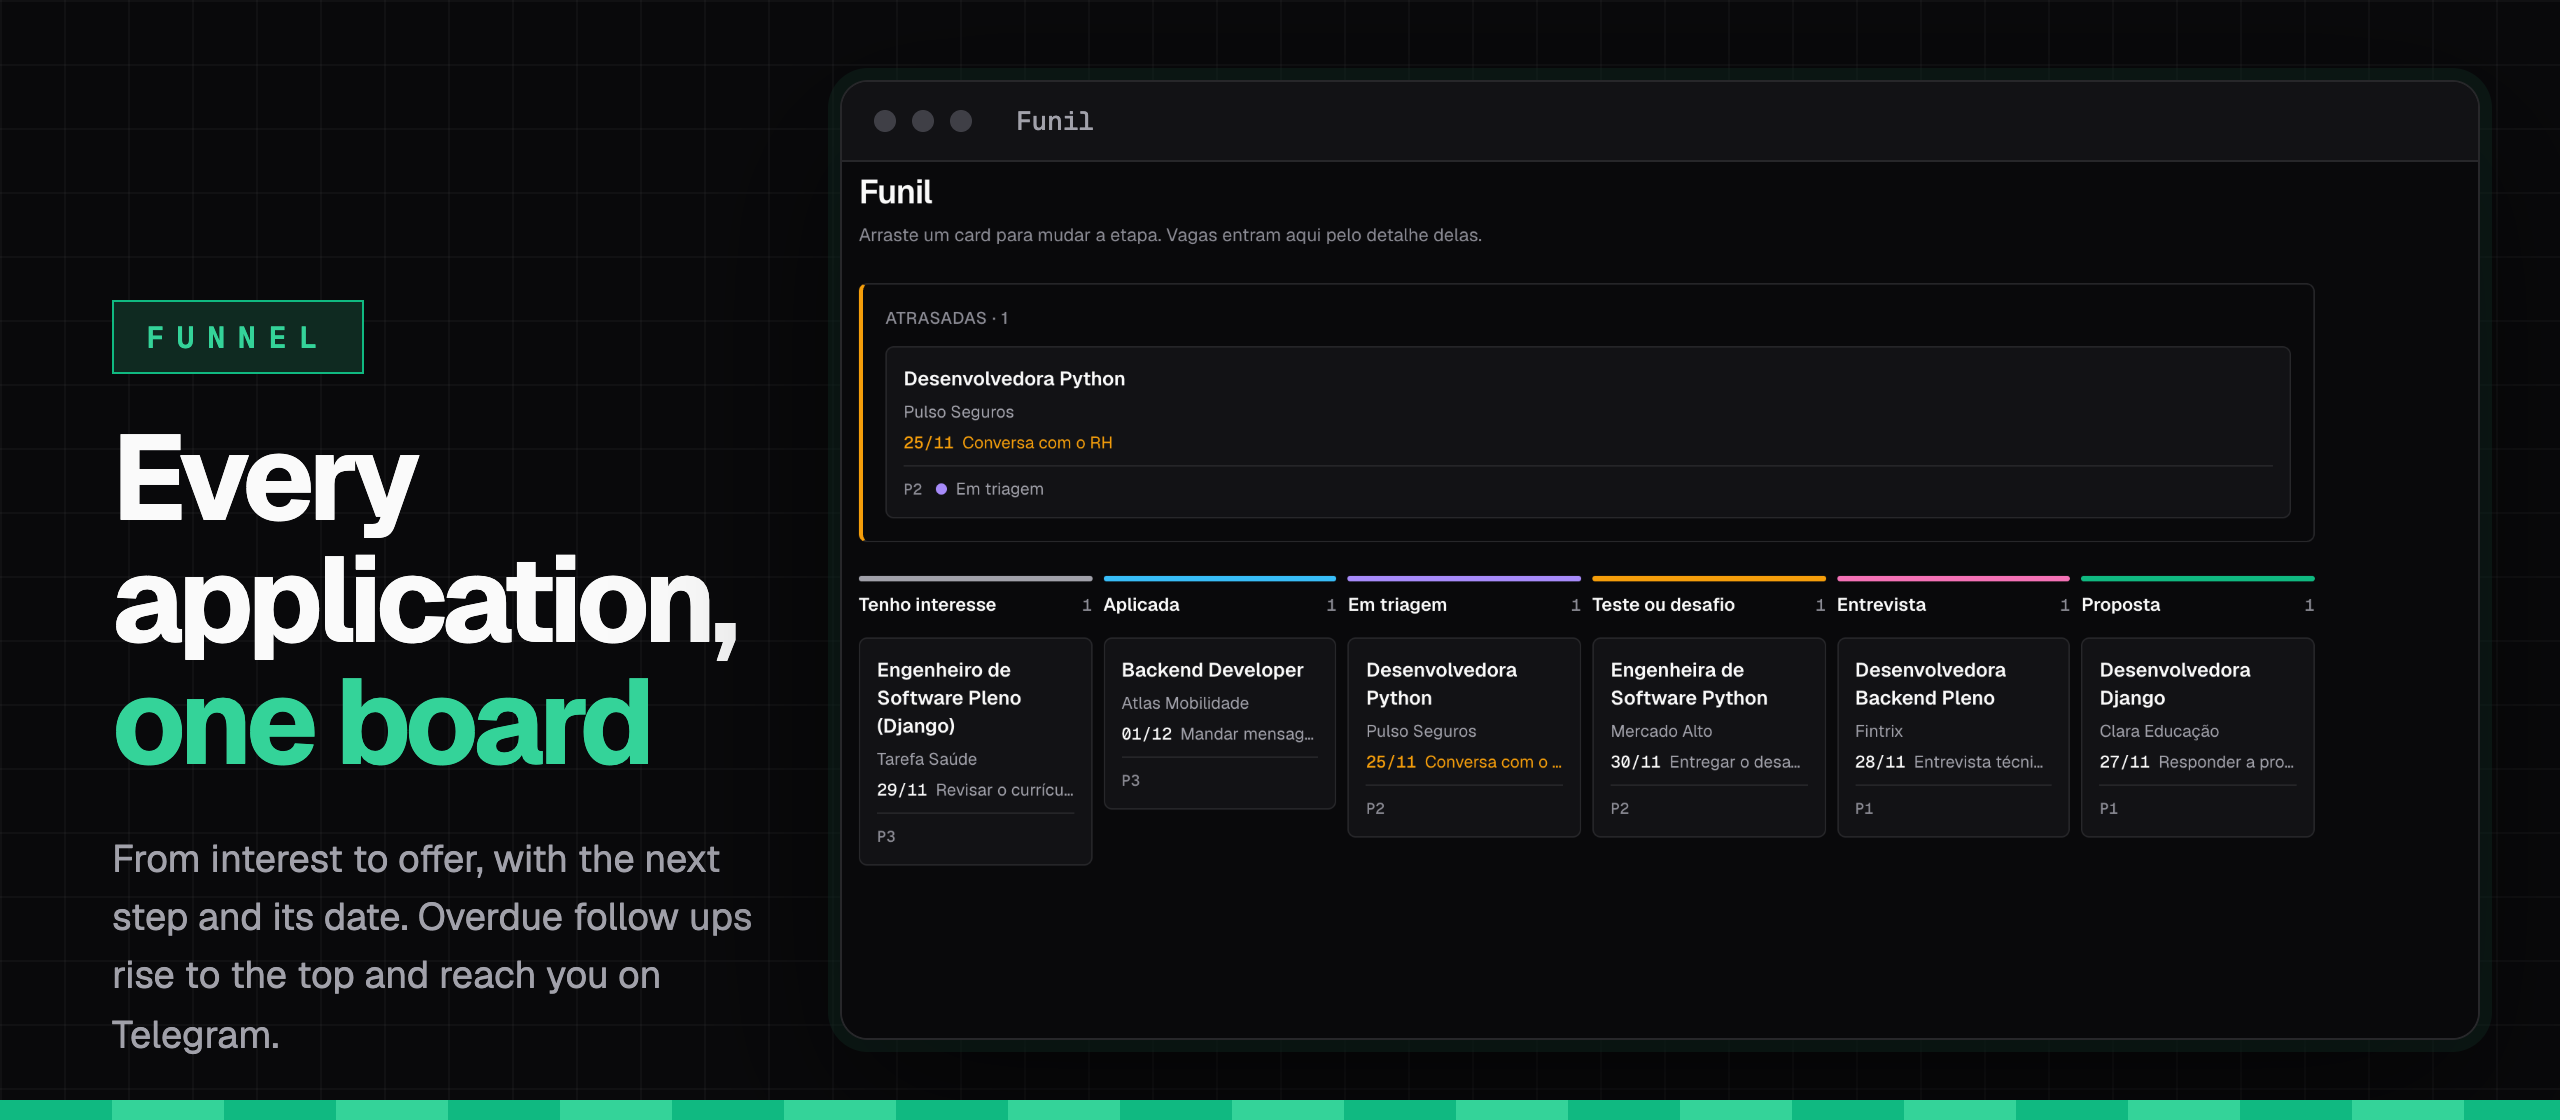 FUNNEL
Every
application,
one board
From interest to offer, with the next
step and its date. Overdue follow ups
rise to the top and reach you on
Telegram.
Funil
Funil
Arraste um card para mudar a etapa. Vagas entram aqui pelo detalhe delas.
ATRASADAS · 1
Desenvolvedora Python
Pulso Seguros
25/11 Conversa com o RH
P2 Em triagem
Tenho interesse 1
Engenheiro de
Software Pleno
(Django)
Tarefa Saúde
29/11 Revisar o currícu...
P3
Aplicada 1
Backend Developer
Atlas Mobilidade
01/12 Mandar mensag...
P3
Em triagem 1
Desenvolvedora
Python
Pulso Seguros
25/11 Conversa com o ...
P2
Teste ou desafio 1
Engenheira de
Software Python
Mercado Alto
30/11 Entregar o desa...
P2
Entrevista 1
Desenvolvedora
Backend Pleno
Fintrix
28/11 Entrevista técni...
P1
Proposta 1
Desenvolvedora
Django
Clara Educação
27/11 Responder a pro...
P1